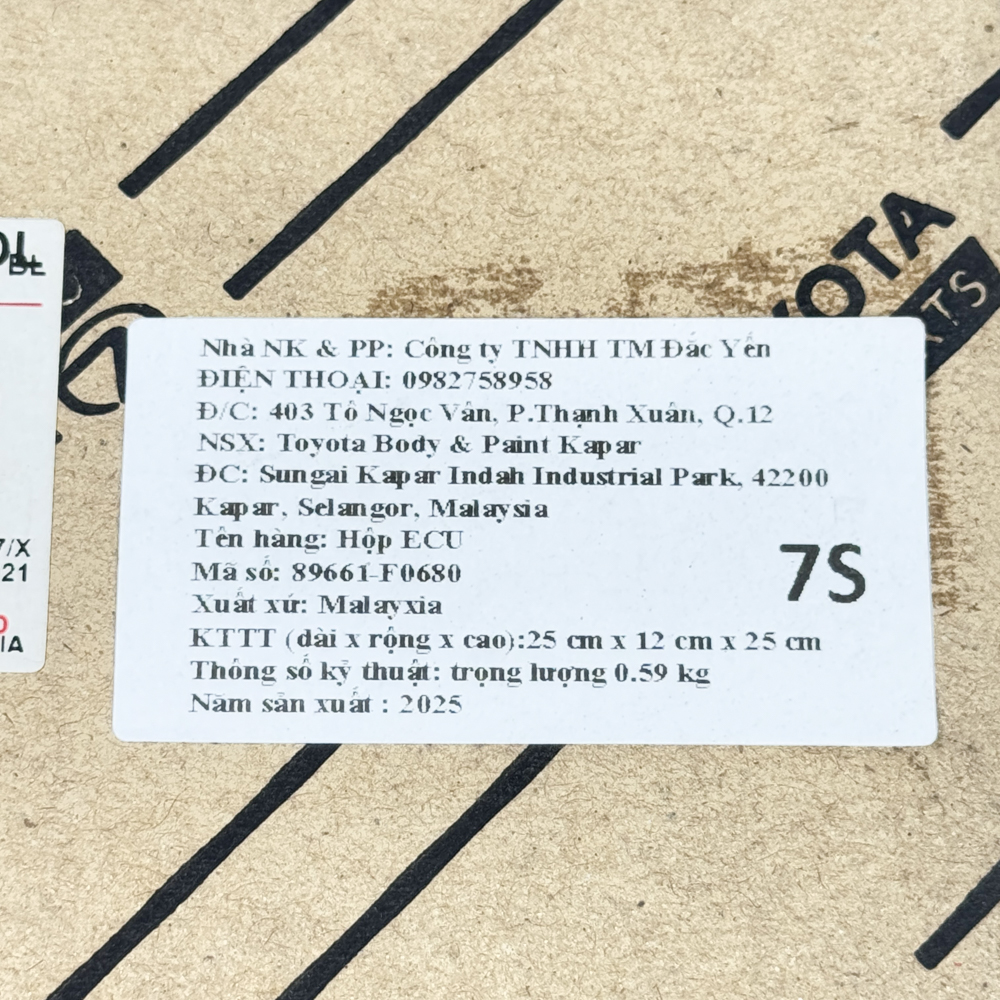 Nhà NK & PP: Công ty TNHH TM Đắc Yến
ĐIỆN THOẠI: 0982758958
Đ/C: 403 Tô Ngọc Vân, P.Thạnh Xuân, Q.12
NSX: Toyota Body & Paint Kapar
ĐC: Sungai Kapar Indah Industrial Park, 42200
Kapar, Selangor, Malaysia
Tên hàng: Hộp ECU
Mã số: 89661-F0680
Xuất xứ: Malayxia
KTTT (dài x rộng x cao):25 cm x 12 cm x 25 cm
Thông số kỹ thuật: trọng lượng 0.59 kg
Năm sản xuất : 2025
7S
7/X
21
IA